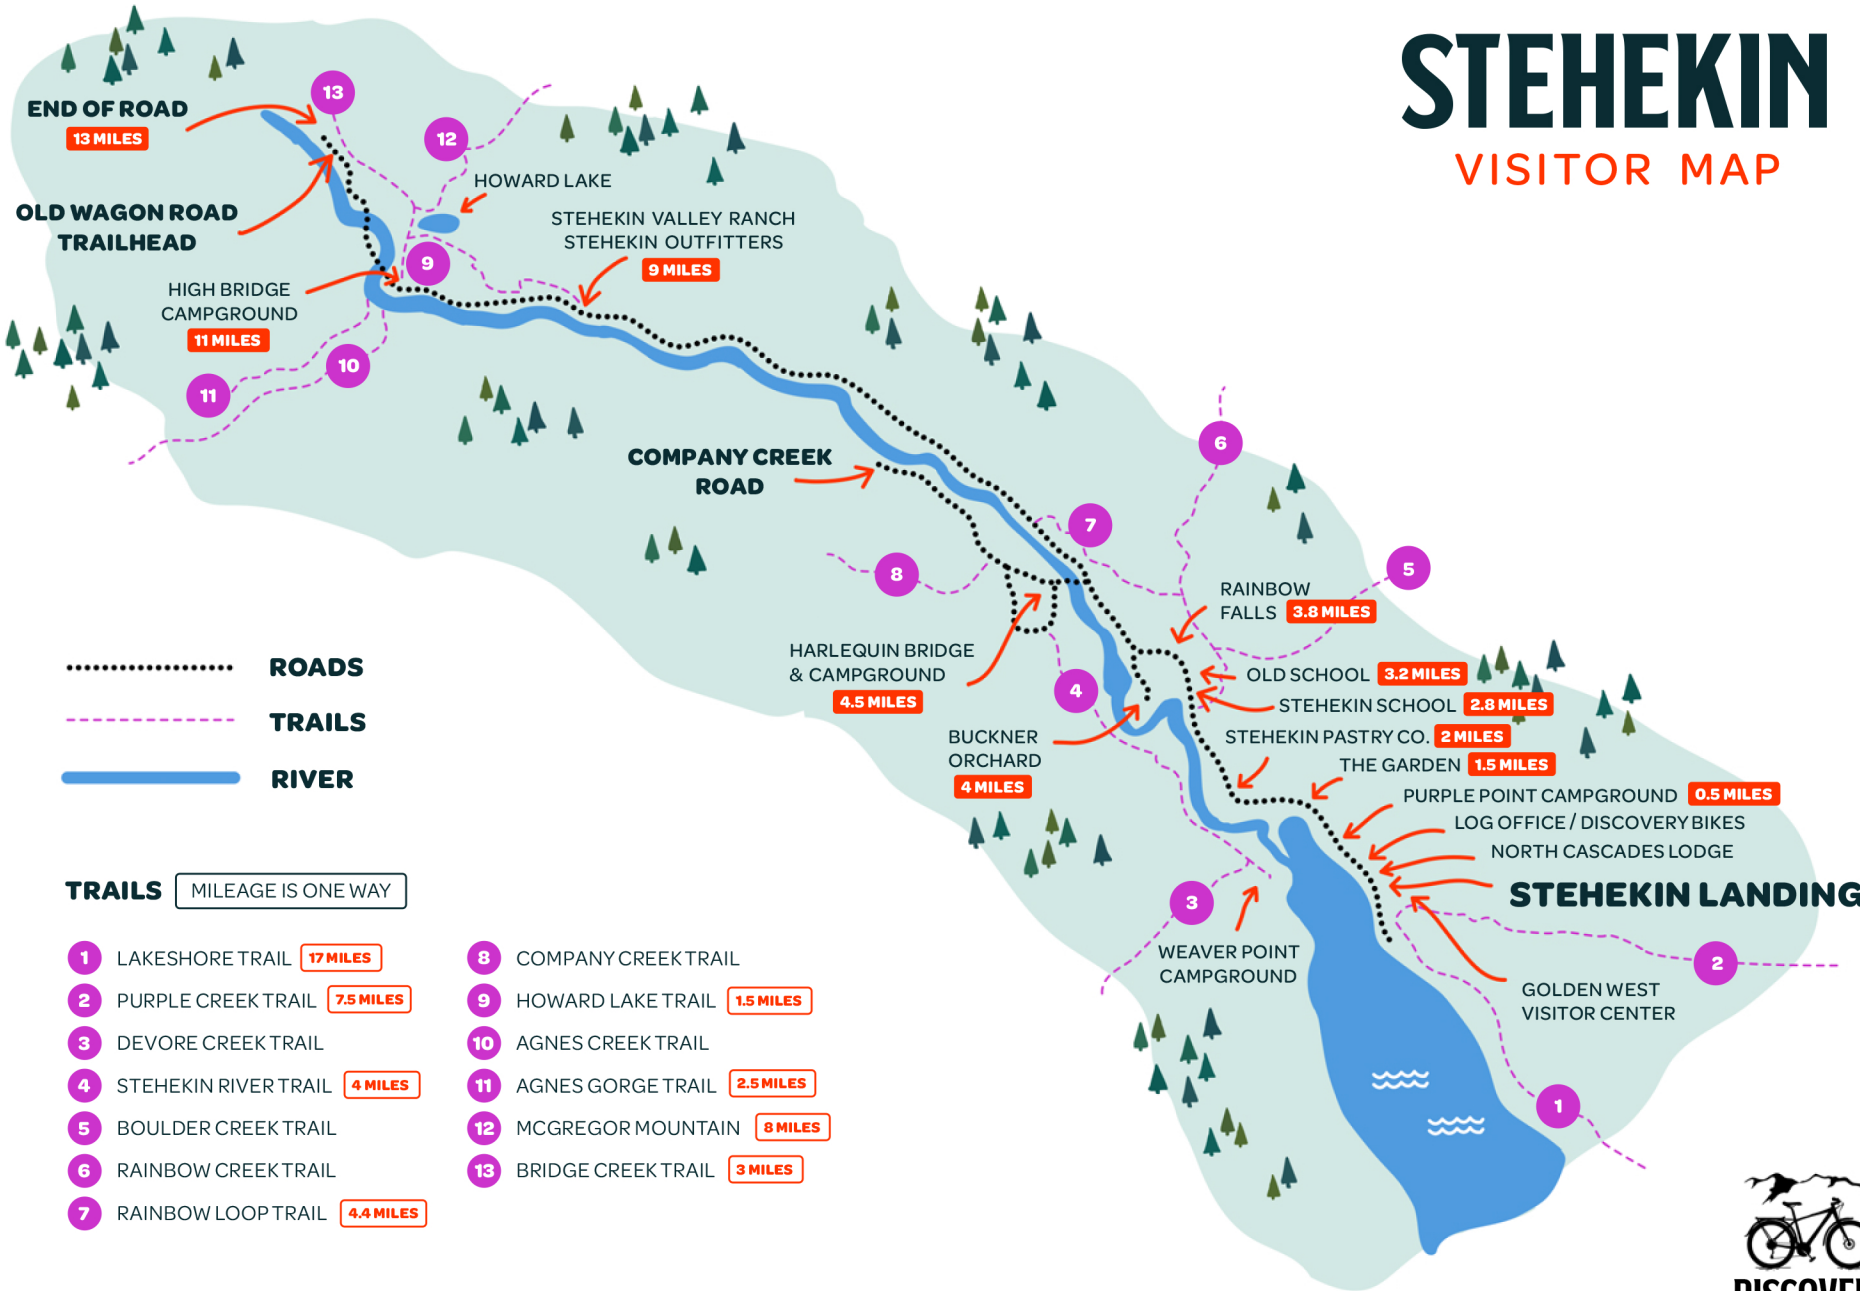 STEHEKIN
VISITOR MAP
13
END OF ROAD
13 MILES
12
HOWARD LAKE
OLD WAGON ROAD
TRAILHEAD
STEHEKIN VALLEY RANCH
STEHEKIN OUTFITTERS
9 MILES
9
HIGH BRIDGE
CAMPGROUND
11 MILES
10
11
COMPANY CREEK
ROAD
6
7
5
8
RAINBOW
FALLS 3.8 MILES
HARLEQUIN BRIDGE
& CAMPGROUND
4.5 MILES
4
OLD SCHOOL 3.2 MILES
STEHEKIN SCHOOL 2.8 MILES
BUCKNER
ORCHARD
4 MILES
STEHEKIN PASTRY CO. 2 MILES
THE GARDEN 1.5 MILES
PURPLE POINT CAMPGROUND 0.5 MILES
LOG OFFICE / DISCOVERY BIKES
NORTH CASCADES LODGE
STEHEKIN LANDING
3
WEAVER POINT
CAMPGROUND
2
GOLDEN WEST
VISITOR CENTER
1
ROADS
TRAILS
RIVER
TRAILS MILEAGE IS ONE WAY
1 LAKESHORE TRAIL 17 MILES
2 PURPLE CREEK TRAIL 7.5 MILES
3 DEVORE CREEK TRAIL
4 STEHEKIN RIVER TRAIL 4 MILES
5 BOULDER CREEK TRAIL
6 RAINBOW CREEK TRAIL
7 RAINBOW LOOP TRAIL 4.4 MILES
8 COMPANY CREEK TRAIL
9 HOWARD LAKE TRAIL 1.5 MILES
10 AGNES CREEK TRAIL
11 AGNES GORGE TRAIL 2.5 MILES
12 MCGREGOR MOUNTAIN 8 MILES
13 BRIDGE CREEK TRAIL 3 MILES